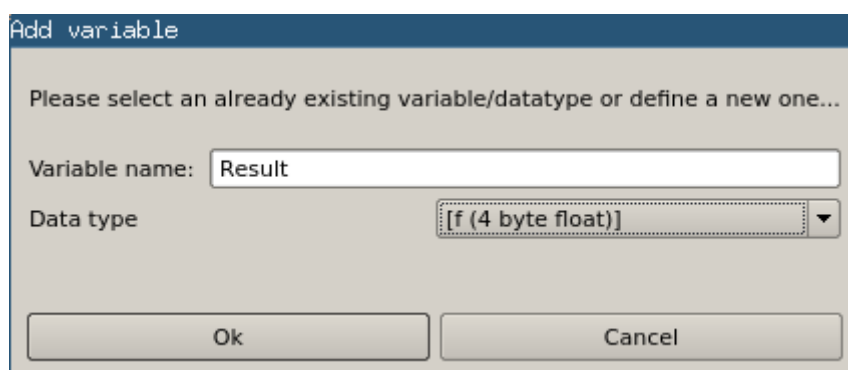 Add variable
Please select an already existing variable/datatype or define a new one...
Variable name: Result
Data type [f (4 byte float)]
Ok Cancel